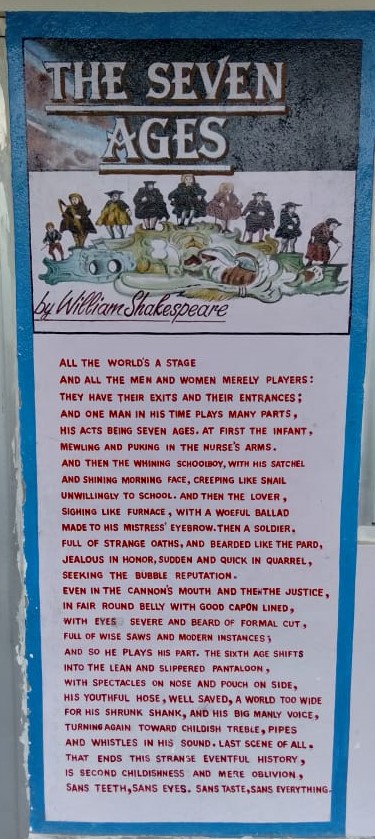 THE SEVEN
AGES
by William Shakespeare
ALL THE WORLD'S A STAGE
AND ALL THE MEN AND WOMEN MERELY PLAYERS:
THEY HAVE THEIR EXITS AND THEIR ENTRANCES;
AND ONE MAN IN HIS TIME PLAYS MANY PARTS,
HIS ACTS BEING SEVEN AGES. AT FIRST THE INFANT,
MEWLING AND PUKING IN THE NURSE'S ARMS.
AND THEN THE WHINING SCHOOLBOY, WITH HIS SATCHEL
AND SHINING MORNING FACE, CREEPING LIKE SNAIL
UNWILLINGLY TO SCHOOL. AND THEN THE LOVER,
SIGHING LIKE FURNACE, WITH A WOEFUL BALLAD
MADE TO HIS MISTRESS' EYEBROW. THEN A SOLDIER,
FULL OF STRANGE OATHS, AND BEARDED LIKE THE PARD,
JEALOUS IN HONOR, SUDDEN AND QUICK IN QUARREL,
SEEKING THE BUBBLE REPUTATION.
EVEN IN THE CANNON'S MOUTH AND THENTHE JUSTICE,
IN FAIR ROUND BELLY WITH GOOD CAPON LINED,
WITH EYES SEVERE AND BEARD OF FORMAL CUT,
FULL OF WISE SAWS AND MODERN INSTANCES;
AND SO HE PLAYS HIS PART. THE SIXTH AGE SHIFTS
INTO THE LEAN AND SLIPPERED PANTALOON,
WITH SPECTACLES ON NOSE AND POUCH ON SIDE,
HIS YOUTHFUL HOSE, WELL SAVED, A WORLD TOO WIDE
FOR HIS SHRUNK SHANK, AND HIS BIG MANLY VOICE,
TURNING AGAIN TOWARD CHILDISH TREBLE, PIPES
AND WHISTLES IN HIS SOUND. LAST SCENE OF ALL.
THAT ENDS THIS STRANSE EVENTFUL HISTORY,
IS SECOND CHILDISHNESS AND MERE OBLIVION,
SANS TEETH, SANS EYES. SANS TASTE, SANS EVERYTHING.